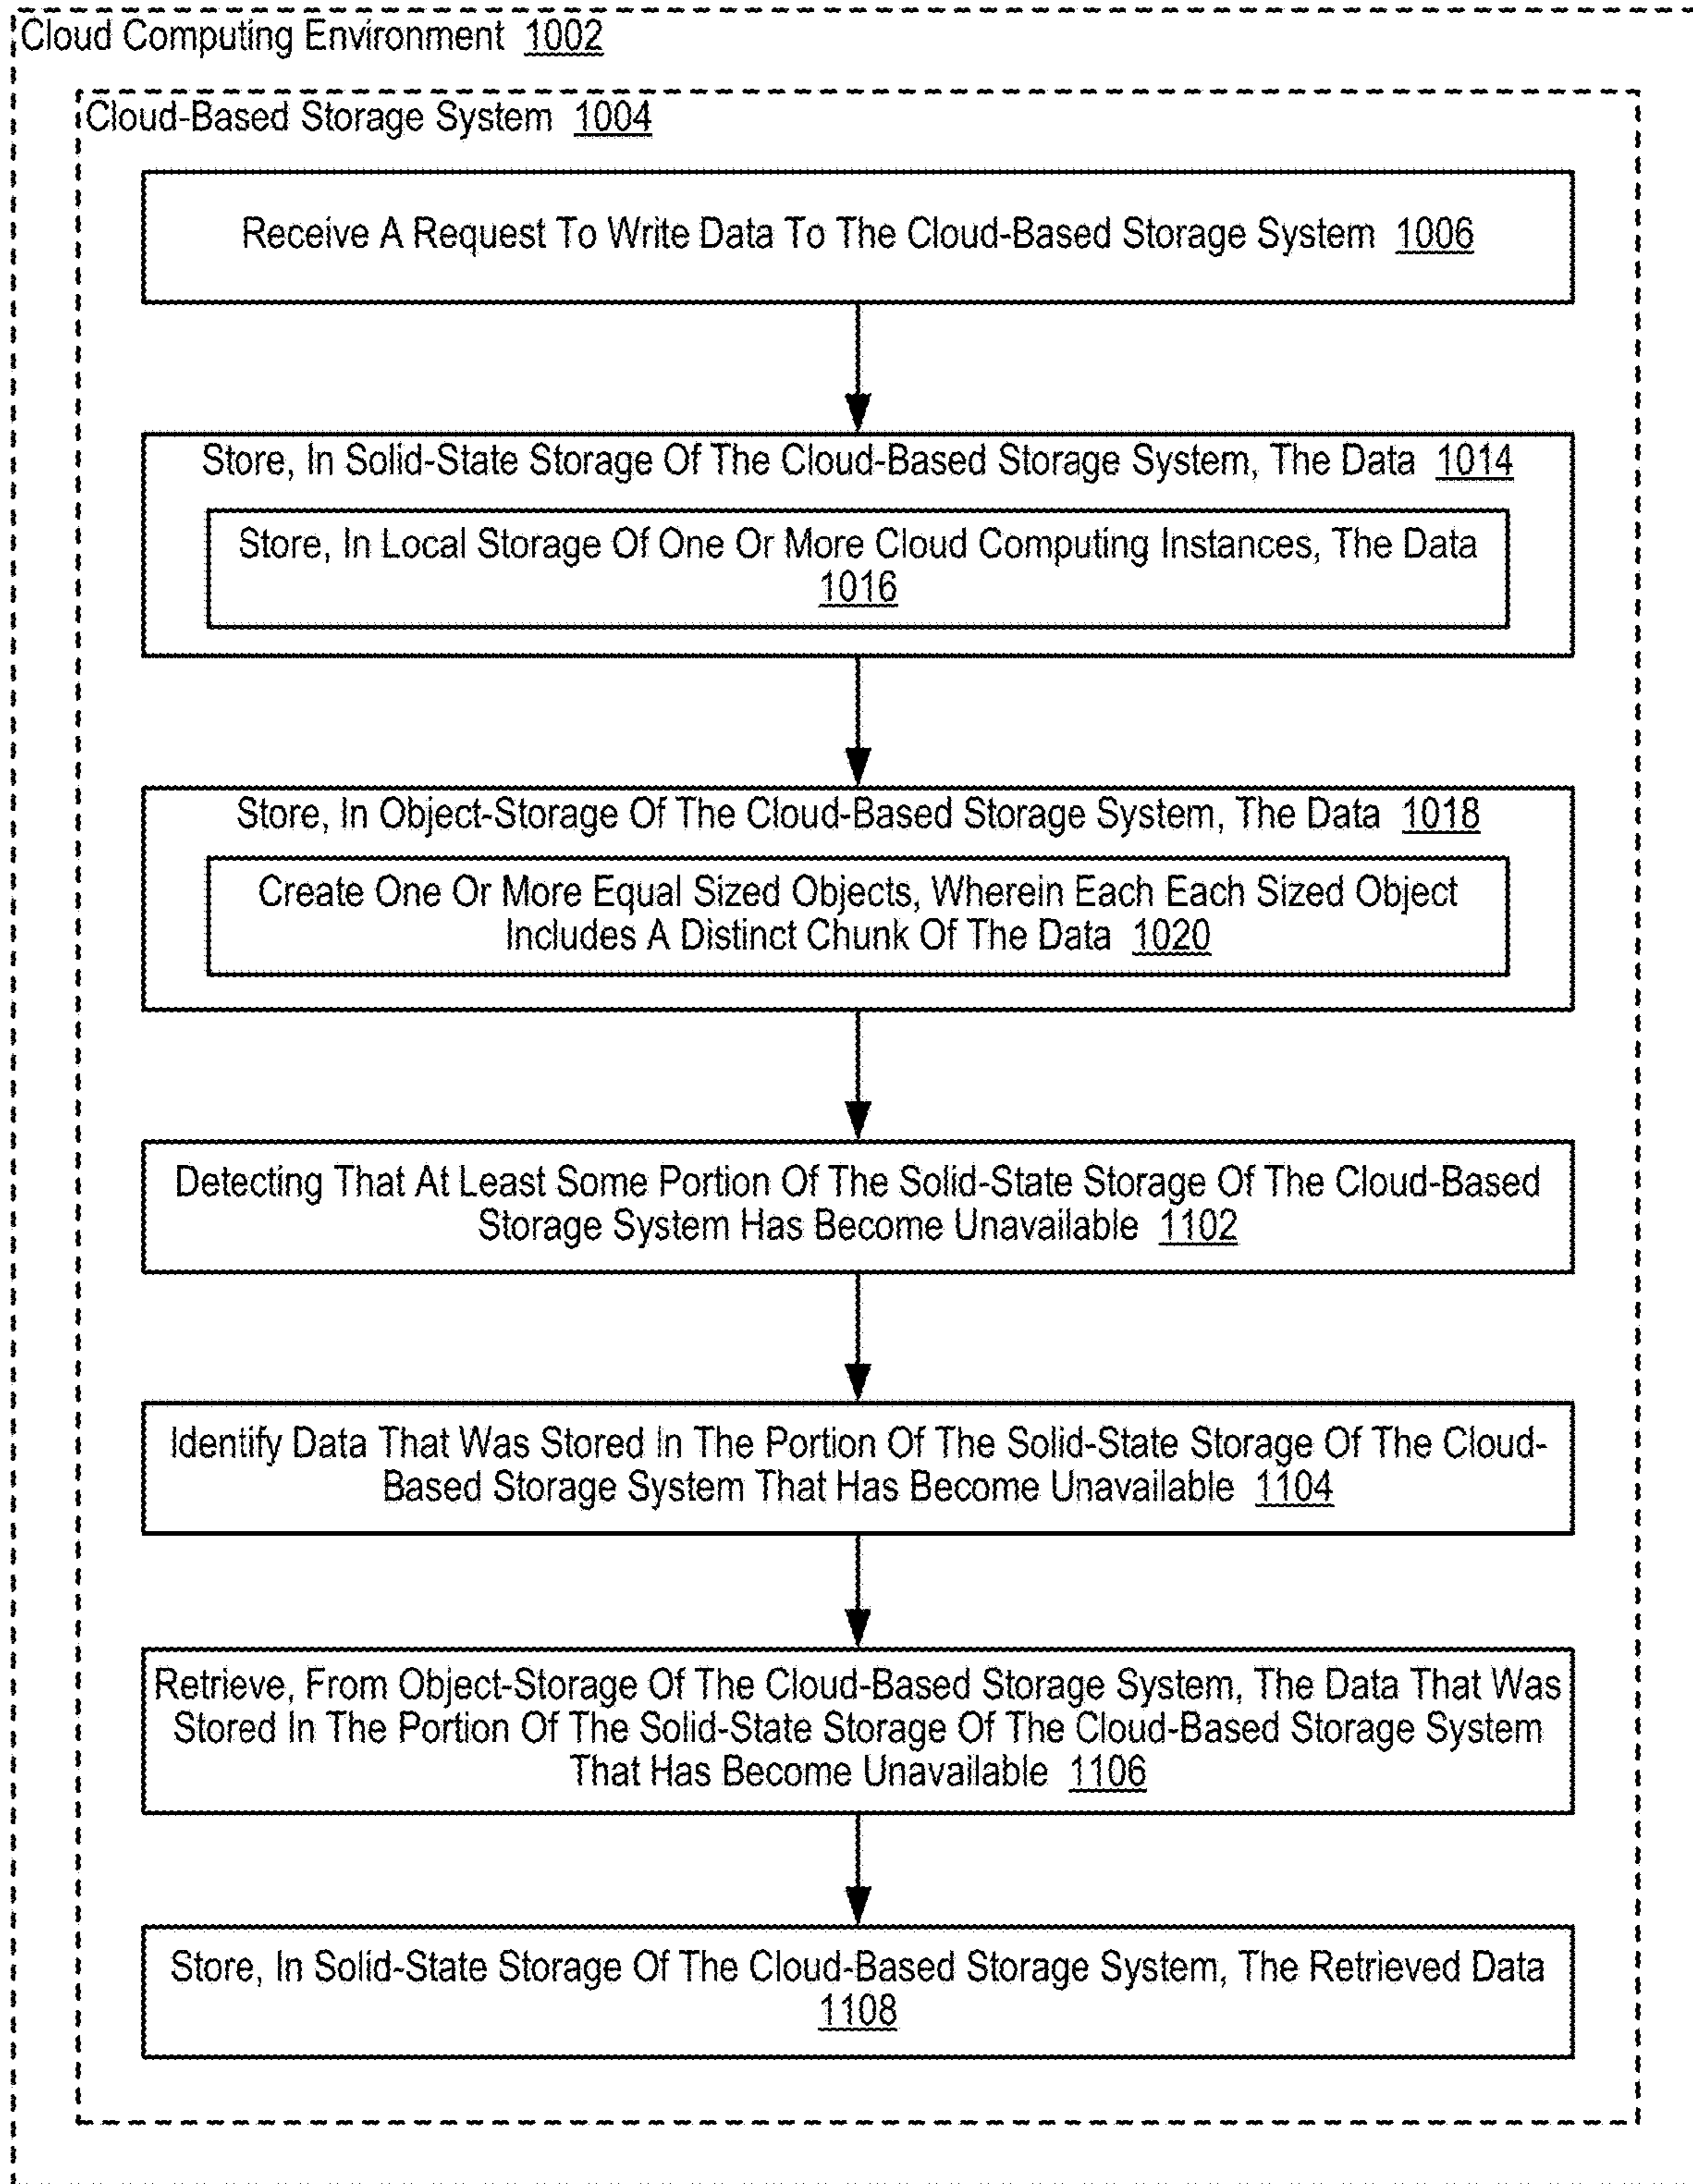 Cloud Computing Environment 1002
Cloud-Based Storage System 1004
Receive A Request To Write Data To The Cloud-Based Storage System 1006
Store, In Solid-State Storage Of The Cloud-Based Storage System, The Data 1014
Store, In Local Storage Of One Or More Cloud Computing Instances, The Data
1016
Store, In Object-Storage Of The Cloud-Based Storage System, The Data 1018
Create One Or More Equal Sized Objects, Wherein Each Each Sized Object
Includes A Distinct Chunk Of The Data 1020
Detecting That At Least Some Portion Of The Solid-State Storage Of The Cloud-Based
Storage System Has Become Unavailable 1102
Identify Data That Was Stored In The Portion Of The Solid-State Storage Of The Cloud-
Based Storage System That Has Become Unavailable 1104
Retrieve, From Object-Storage Of The Cloud-Based Storage System, The Data That Was
Stored In The Portion Of The Solid-State Storage Of The Cloud-Based Storage System
That Has Become Unavailable 1106
Store, In Solid-State Storage Of The Cloud-Based Storage System, The Retrieved Data
1108